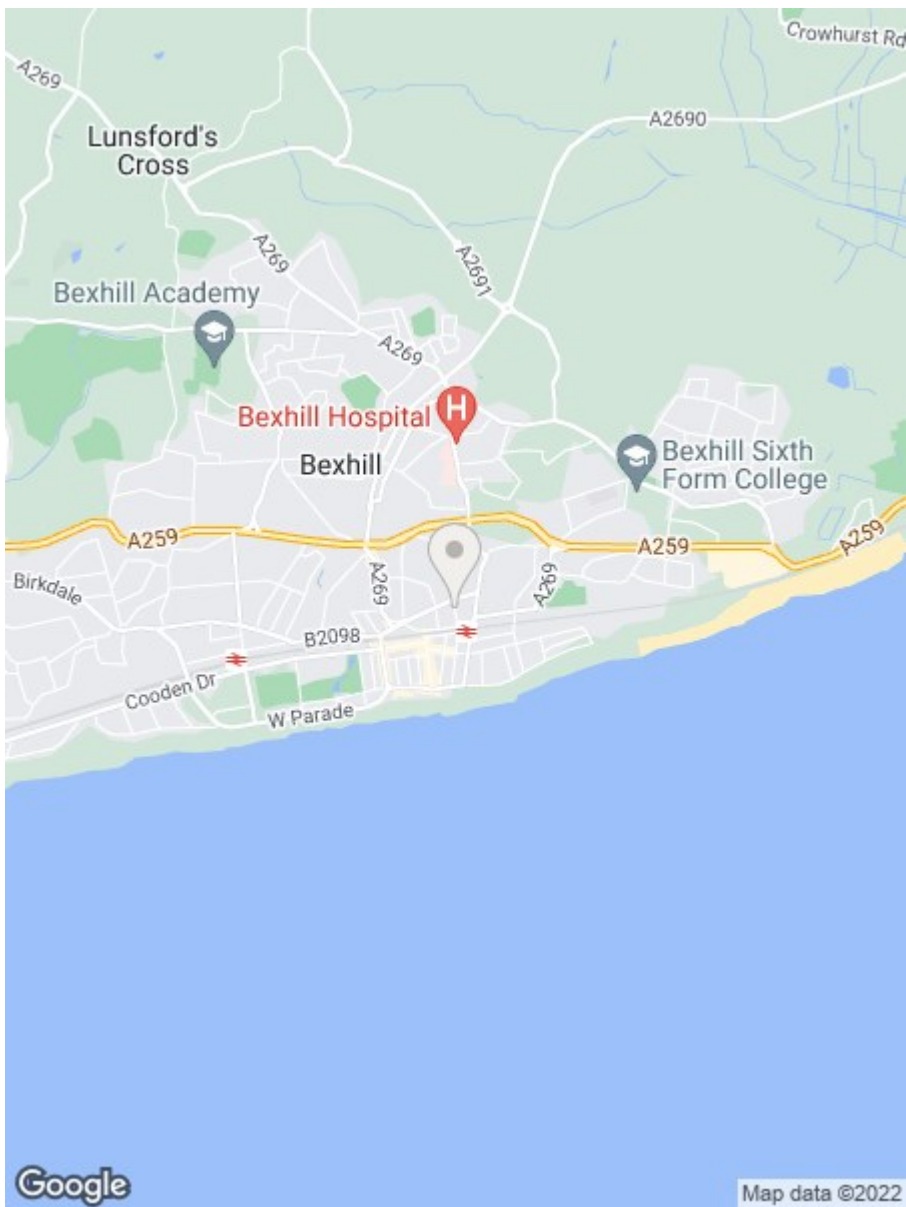 Crowhurst Rd
A269
A2690
Lunsford's
Cross
A269
A2691
Bexhill Academy
A269
Bexhill Hospital
H
Bexhill
Bexhill Sixth
Form College
A259
A259
A259
Birkdale
A269
A269
B2098
Cooden Dr
W Parade
Google
Map data ©2022